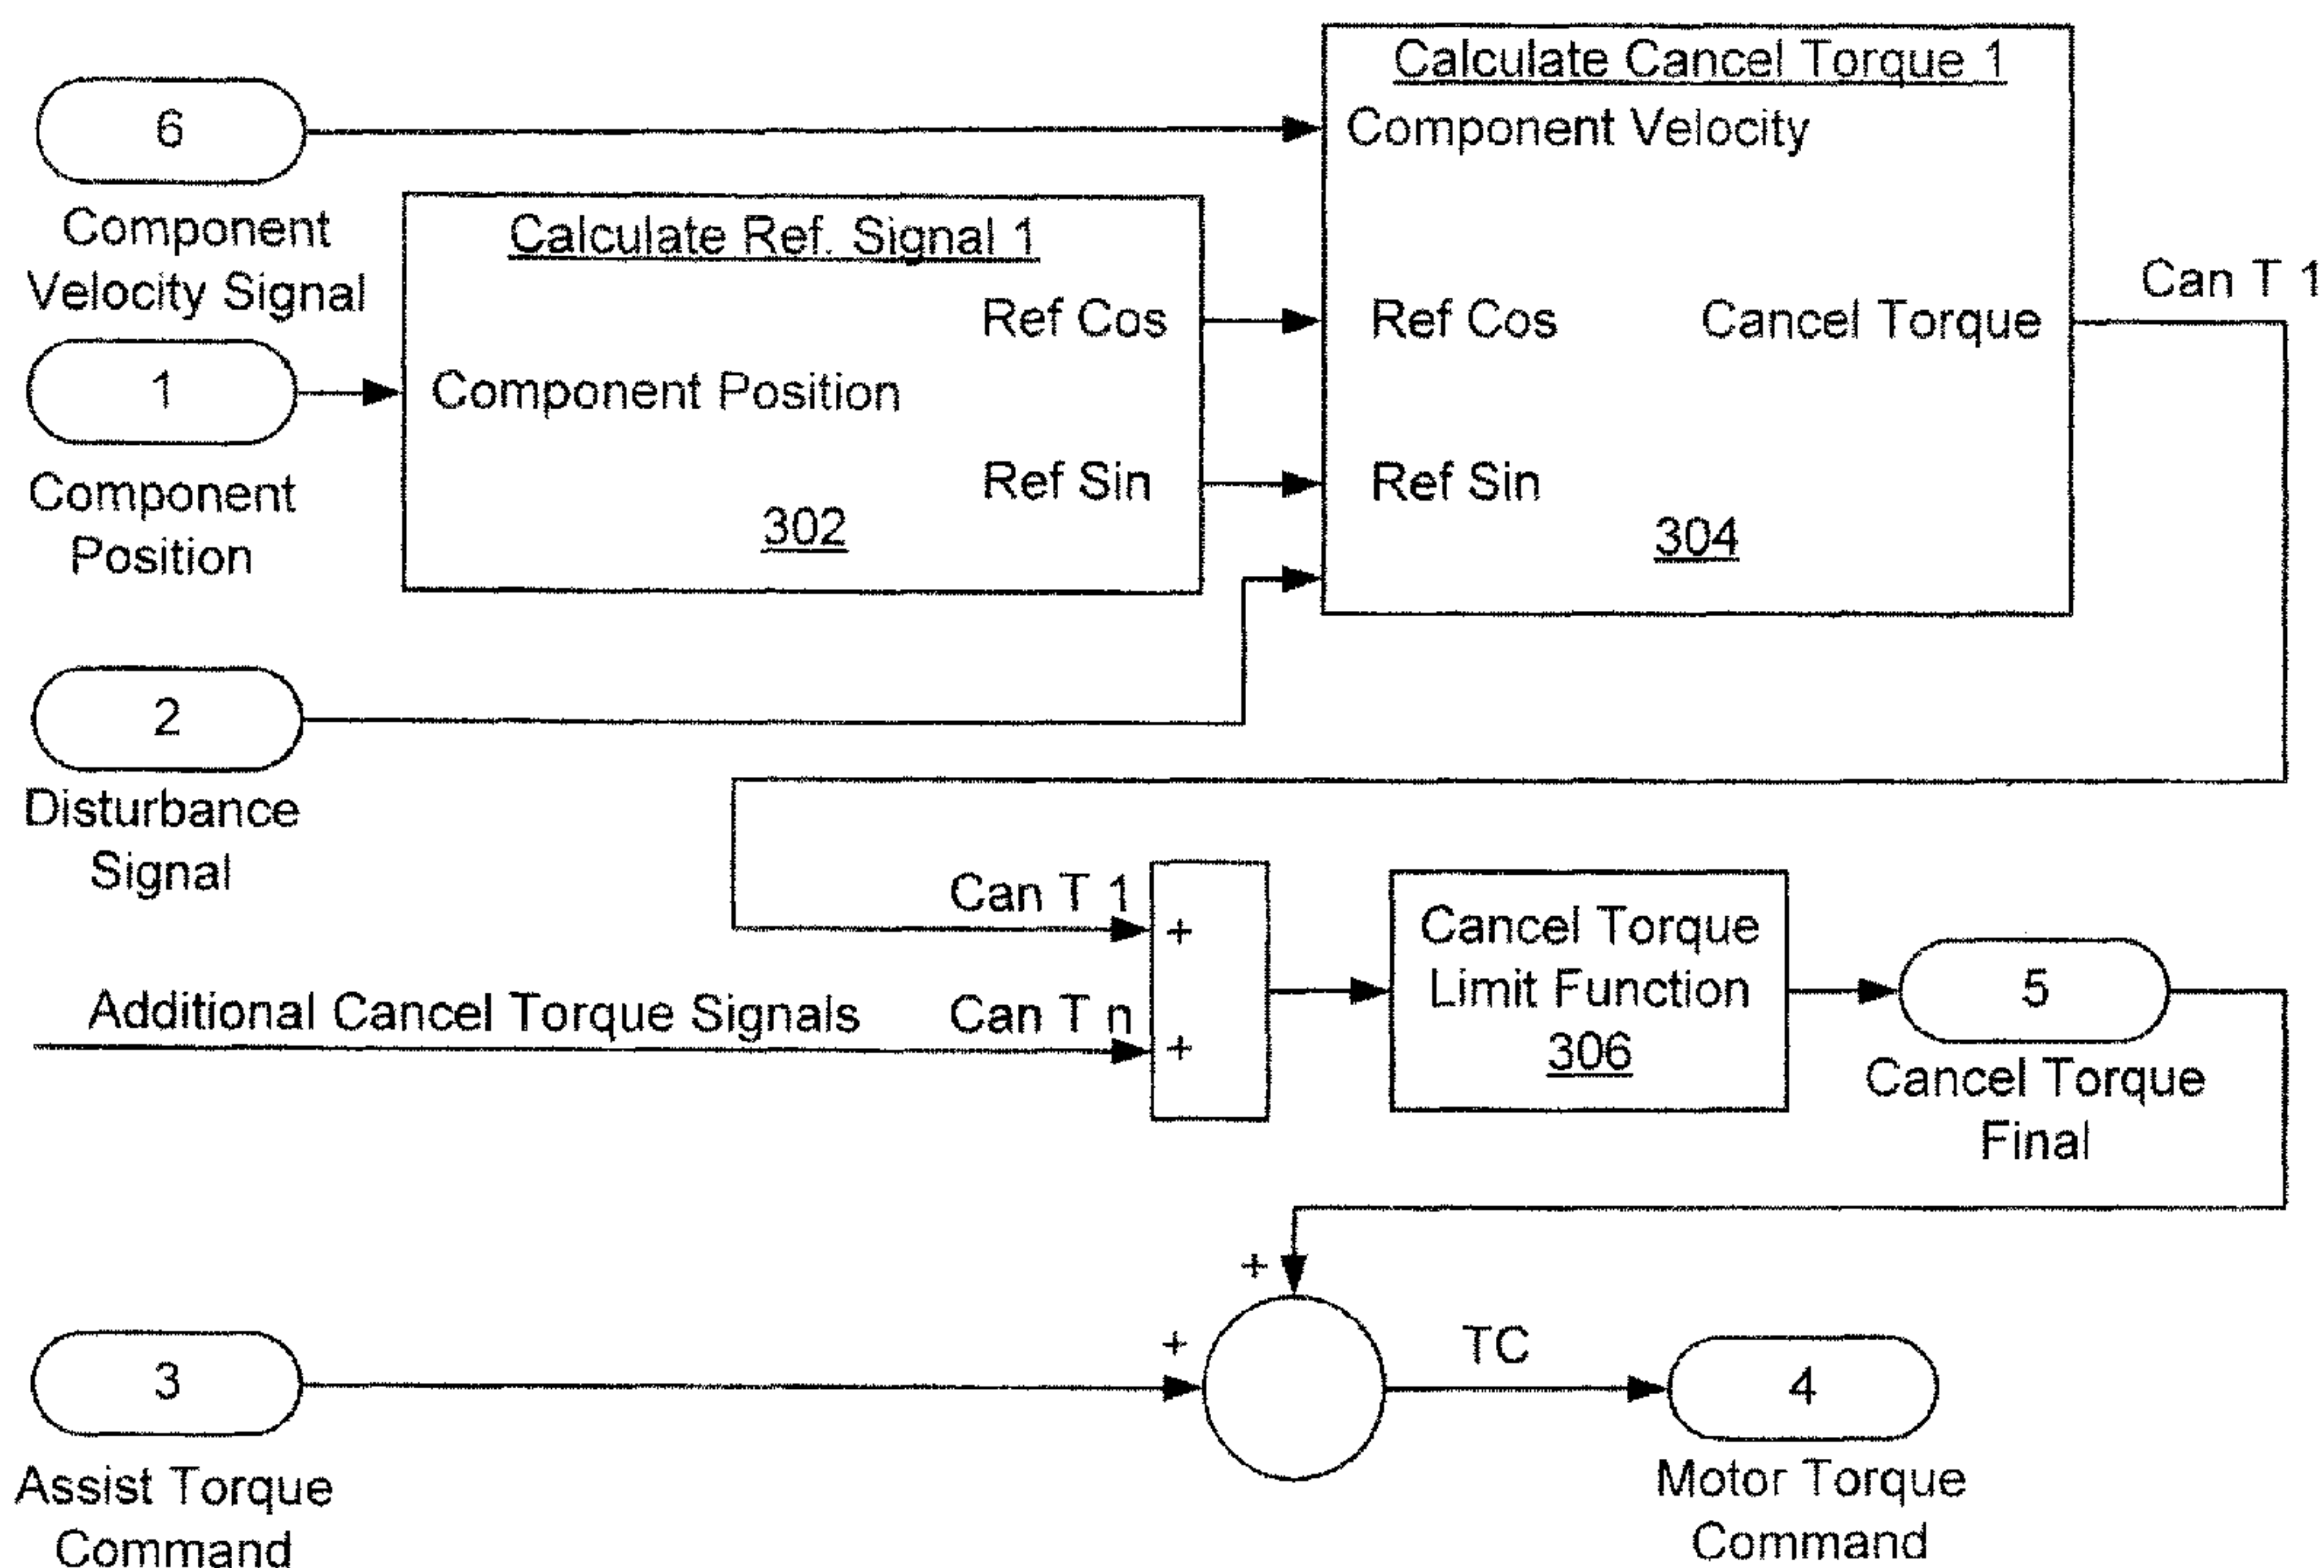 Calculate Cancel Torque 1
6
Component Velocity
Component
Velocity Signal
Calculate Ref. Signal 1
Can T 1
Ref Cos
Ref Cos
Cancel Torque
1
Component Position
Component
Position
Ref Sin
Ref Sin
302
304
2
Disturbance
Signal
Can T 1
+
Cancel Torque
Limit Function
306
5
Additional Cancel Torque Signals
Can T n
+
Cancel Torque
Final
+
+
TC
3
4
Assist Torque
Command
Motor Torque
Command